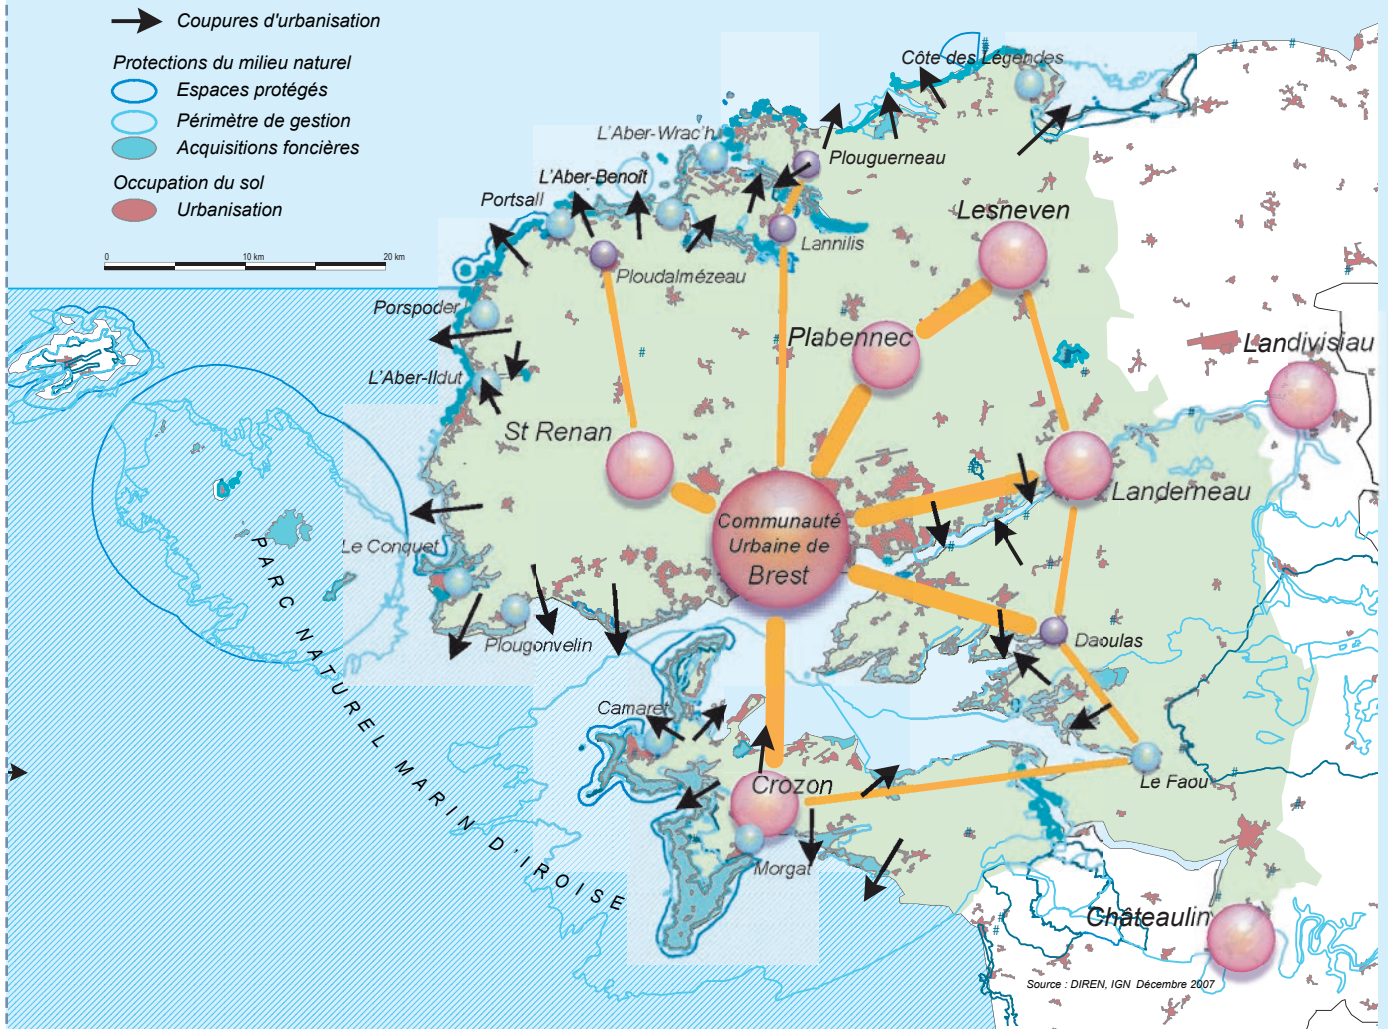 Coupures d'urbanisation
Protections du milieu naturel
Espaces protégés
Périmètre de gestion
Acquisitions foncières
Occupation du sol
Urbanisation
0 10 km 20 km
Côte des Légendes
L'Aber-Wrac'h
Plouguerneau
L'Aber-Benoît
Portsall
Lesneven
Lannilis
Ploudalmézeau
Porspoder
Plabennec
Landivisiau
L'Aber-Ildut
St Renan
Landerneau
Communauté
Urbaine de
Brest
Le Conquet
PARC NATUREL MARIN D'IROISE
Plougonvelin
Daoulas
Camaret
Crozon
Le Faou
Morgat
Châteaulin
Source : DIREN, IGN Décembre 2007